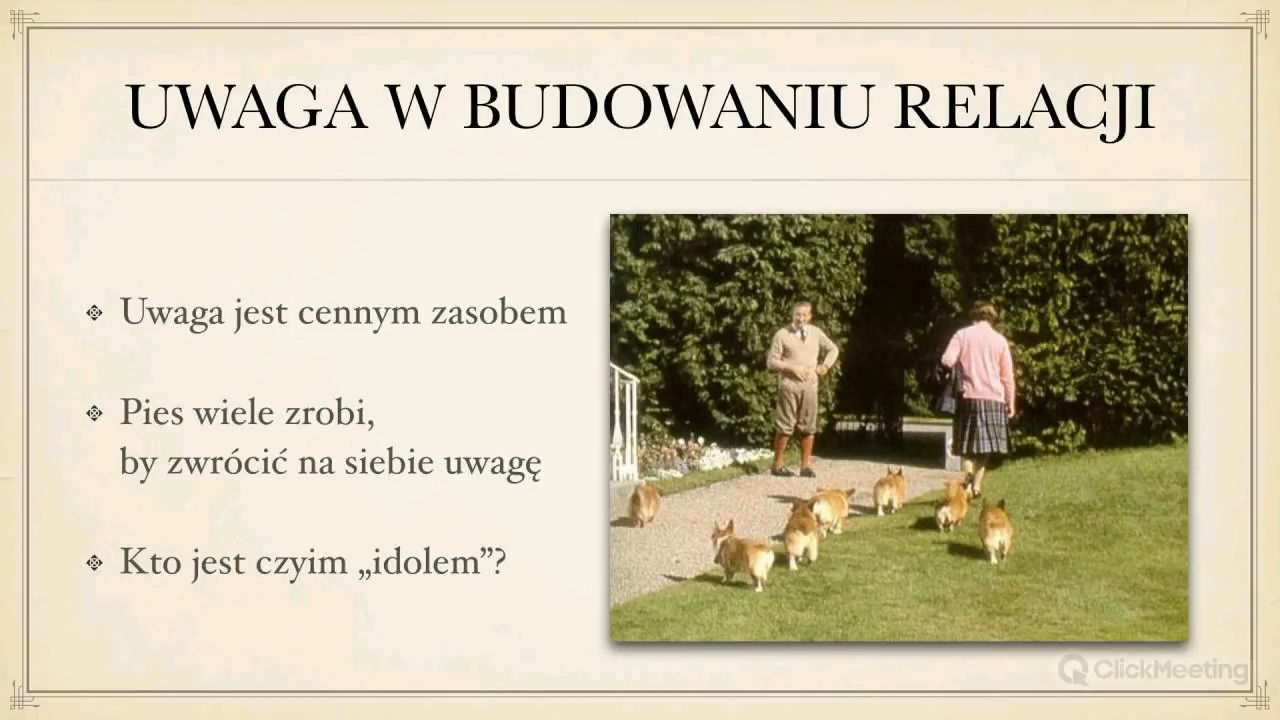 UWAGA W BUDOWANIU RELACJI
Uwaga jest cennym zasobem
Pies wiele zrobi,
by zwrócić na siebie uwagę
Kto jest czyim „idolem”?
ClickMeeting